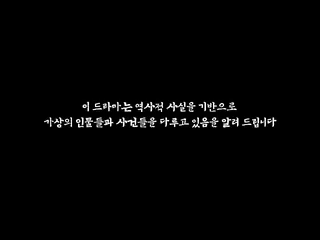 이 드라마는 역사적 사실을 기반으로
가상의 인물들과 사건들을 다루고 있음을 알려 드립니다